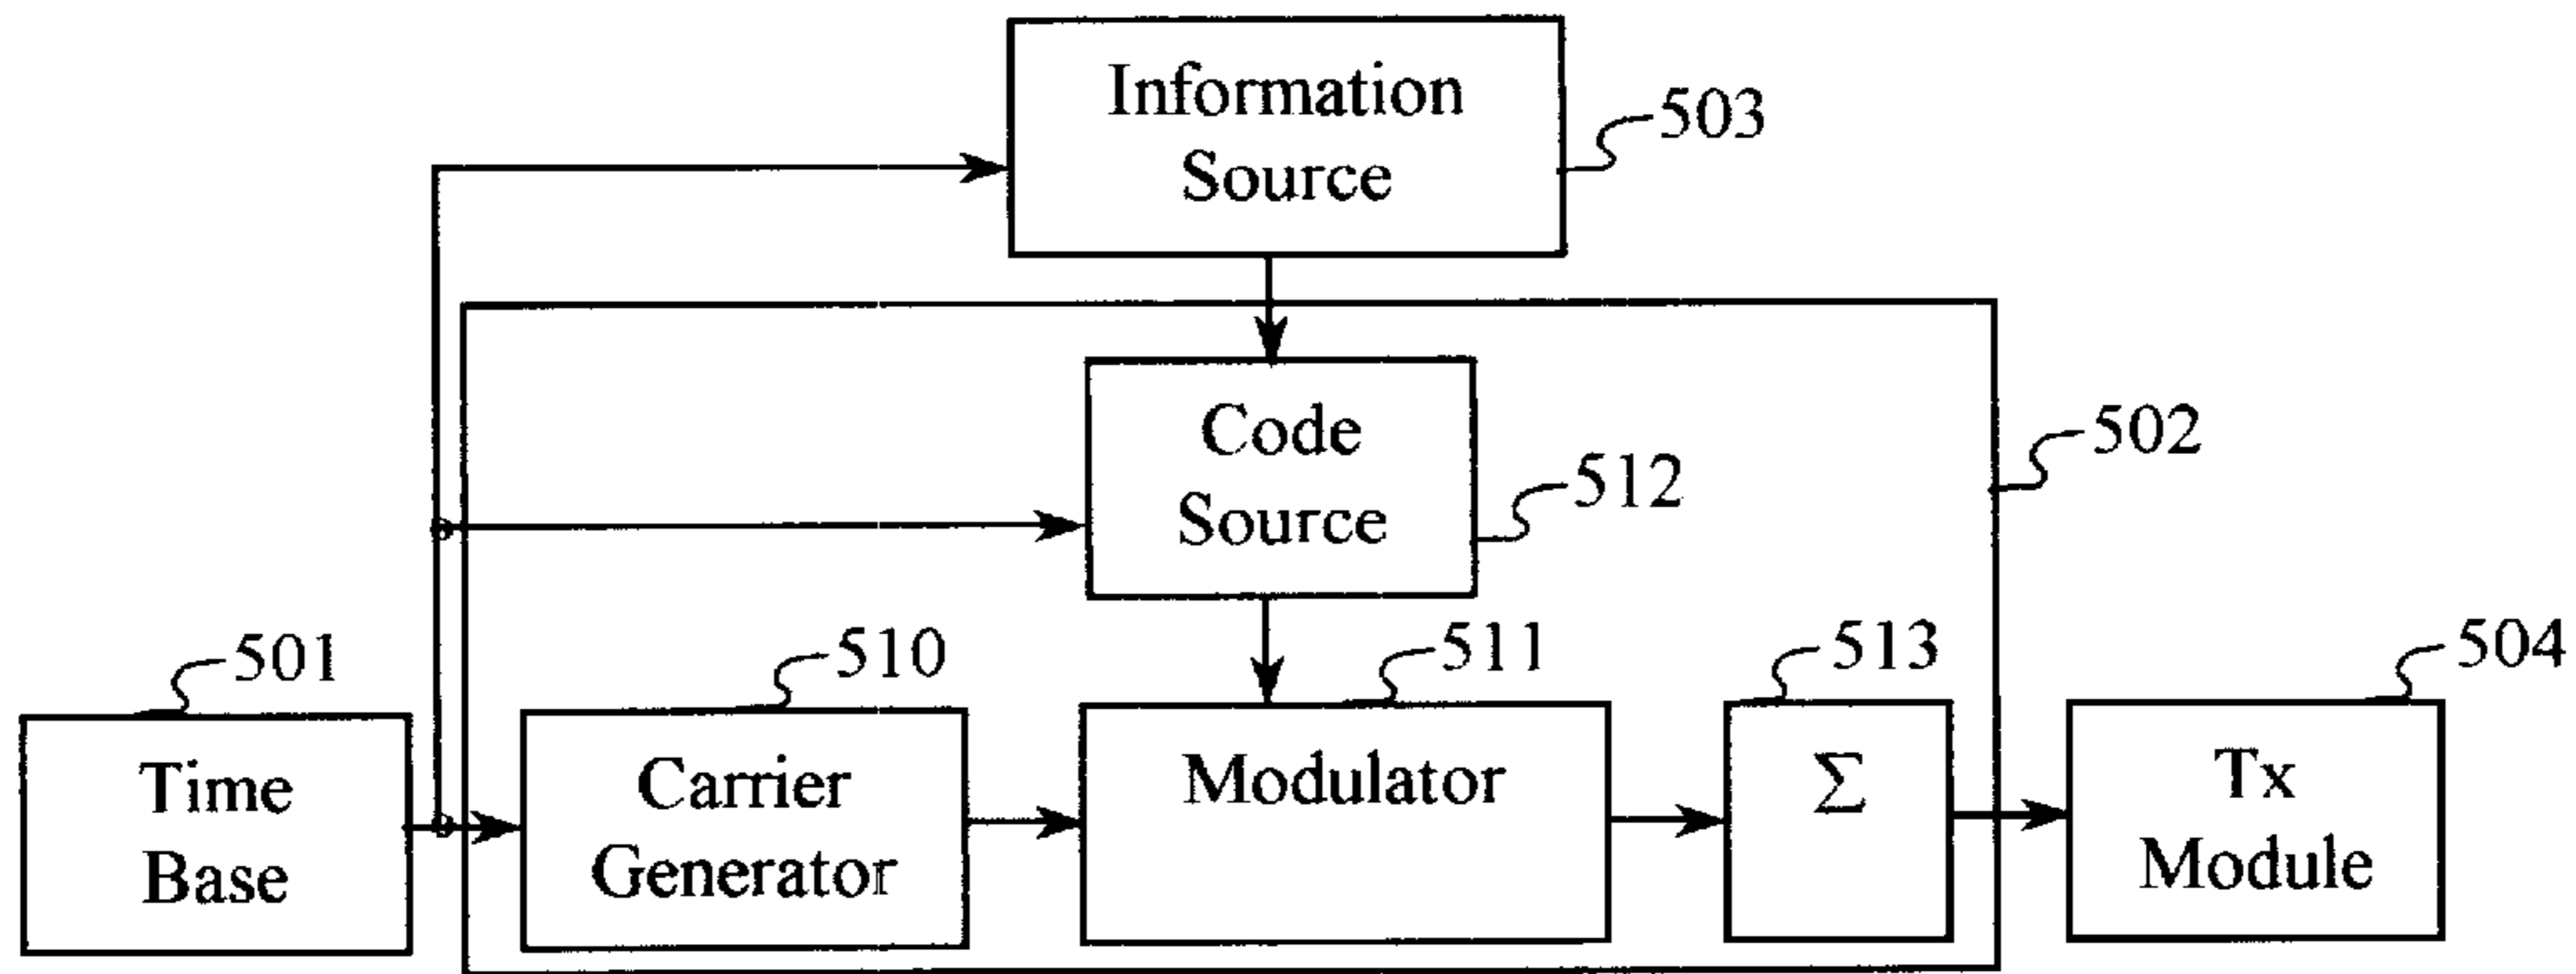 Information
Source
503
Code
Source
512
502
501
Time
Base
510
Carrier
Generator
511
Modulator
513
Σ
504
Tx
Module